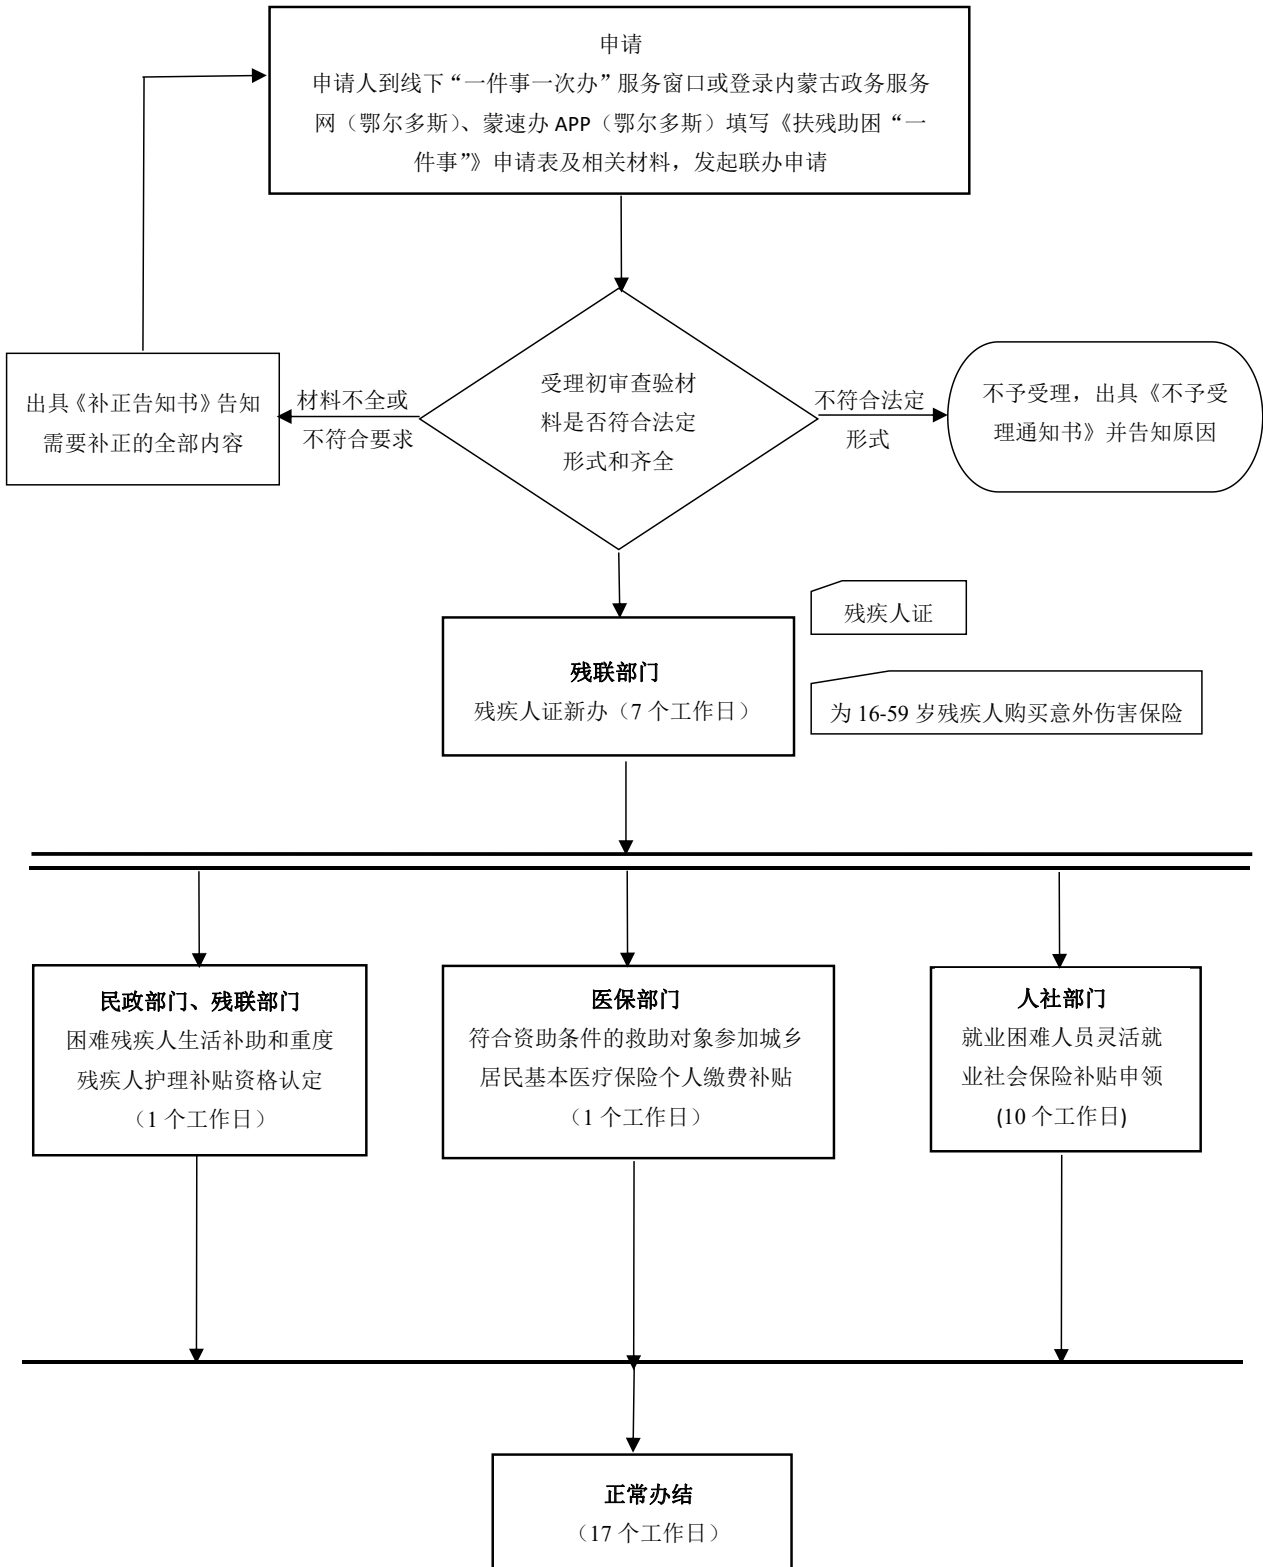 申请
申请人到线下“一件事一次办”服务窗口或登录内蒙古政务服务
网（鄂尔多斯）、蒙速办 APP（鄂尔多斯）填写《扶残助困“一
件事”》申请表及相关材料，发起联办申请
出具《补正告知书》告知
需要补正的全部内容
材料不全或
不符合要求
受理初审查验材
料是否符合法定
形式和齐全
不符合法定
形式
不予受理，出具《不予受
理通知书》并告知原因
残疾人证
残联部门
残疾人证新办（7 个工作日）
为 16-59 岁残疾人购买意外伤害保险
民政部门、残联部门
困难残疾人生活补助和重度
残疾人护理补贴资格认定
（1 个工作日）
医保部门
符合资助条件的救助对象参加城乡
居民基本医疗保险个人缴费补贴
（1 个工作日）
人社部门
就业困难人员灵活就
业社会保险补贴申领
(10 个工作日)
正常办结
（17 个工作日）